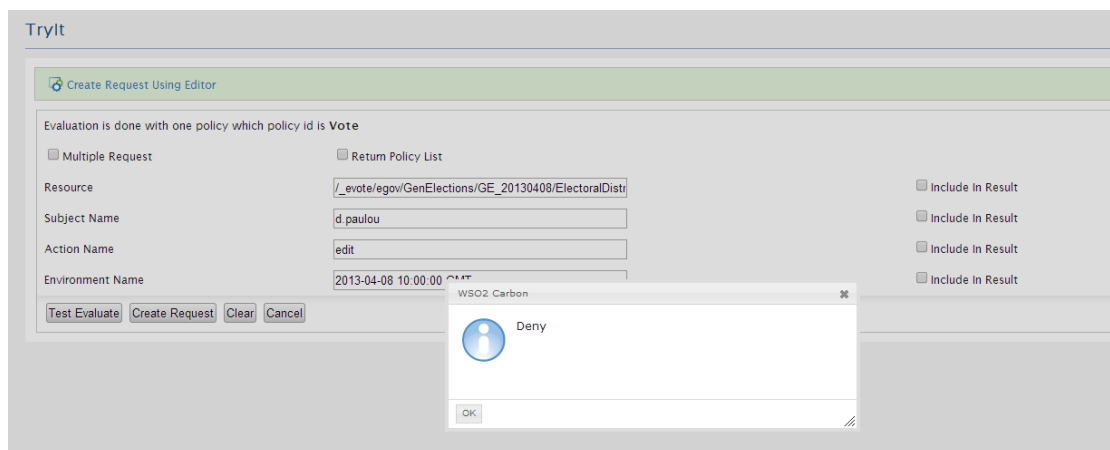 TryIt
Create Request Using Editor
Evaluation is done with one policy which policy id is Vote
Multiple Request Return Policy List
Resource /_evote/egov/GenElections/GE_20130408/ElectoralDistr Include In Result
Subject Name d.paulou Include In Result
Action Name edit Include In Result
Environment Name 2013-04-08 10:00:00 GMT Include In Result
WSO2 Carbon
Test Evaluate Create Request Clear Cancel
Deny
OK